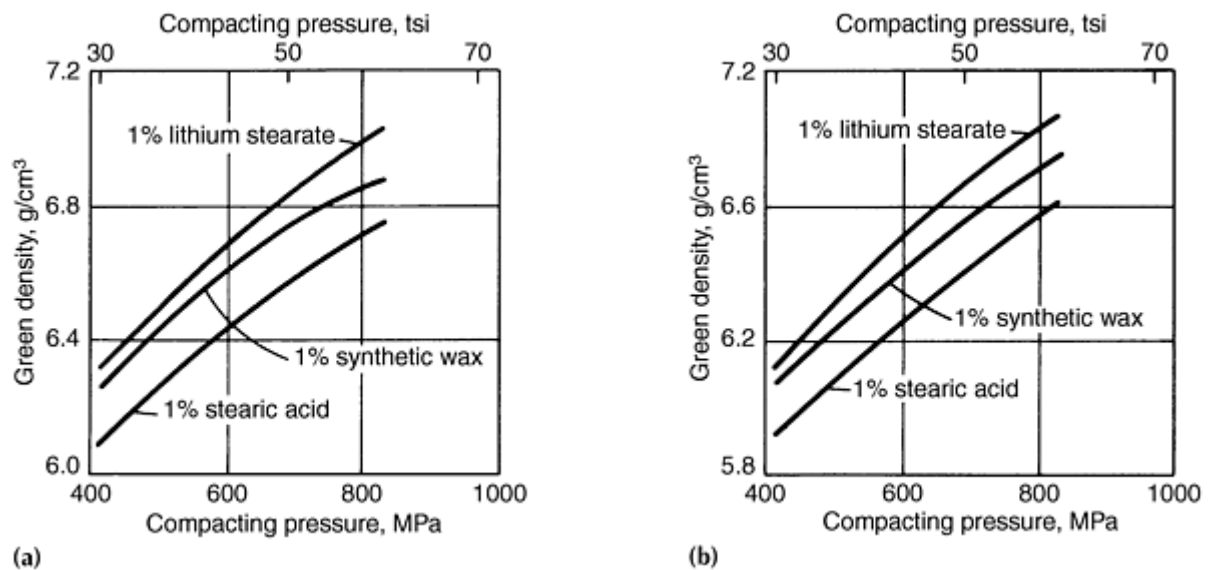 Compacting pressure, tsi
30 50 70
7.2
1% lithium stearate
6.8
Green density, g/cm³
6.4
1% synthetic wax
1% stearic acid
6.0
400 600 800 1000
Compacting pressure, MPa
(a)
Compacting pressure, tsi
30 50 70
7.2
1% lithium stearate
6.6
Green density, g/cm³
6.2
1% synthetic wax
1% stearic acid
5.8
400 600 800 1000
Compacting pressure, MPa
(b)